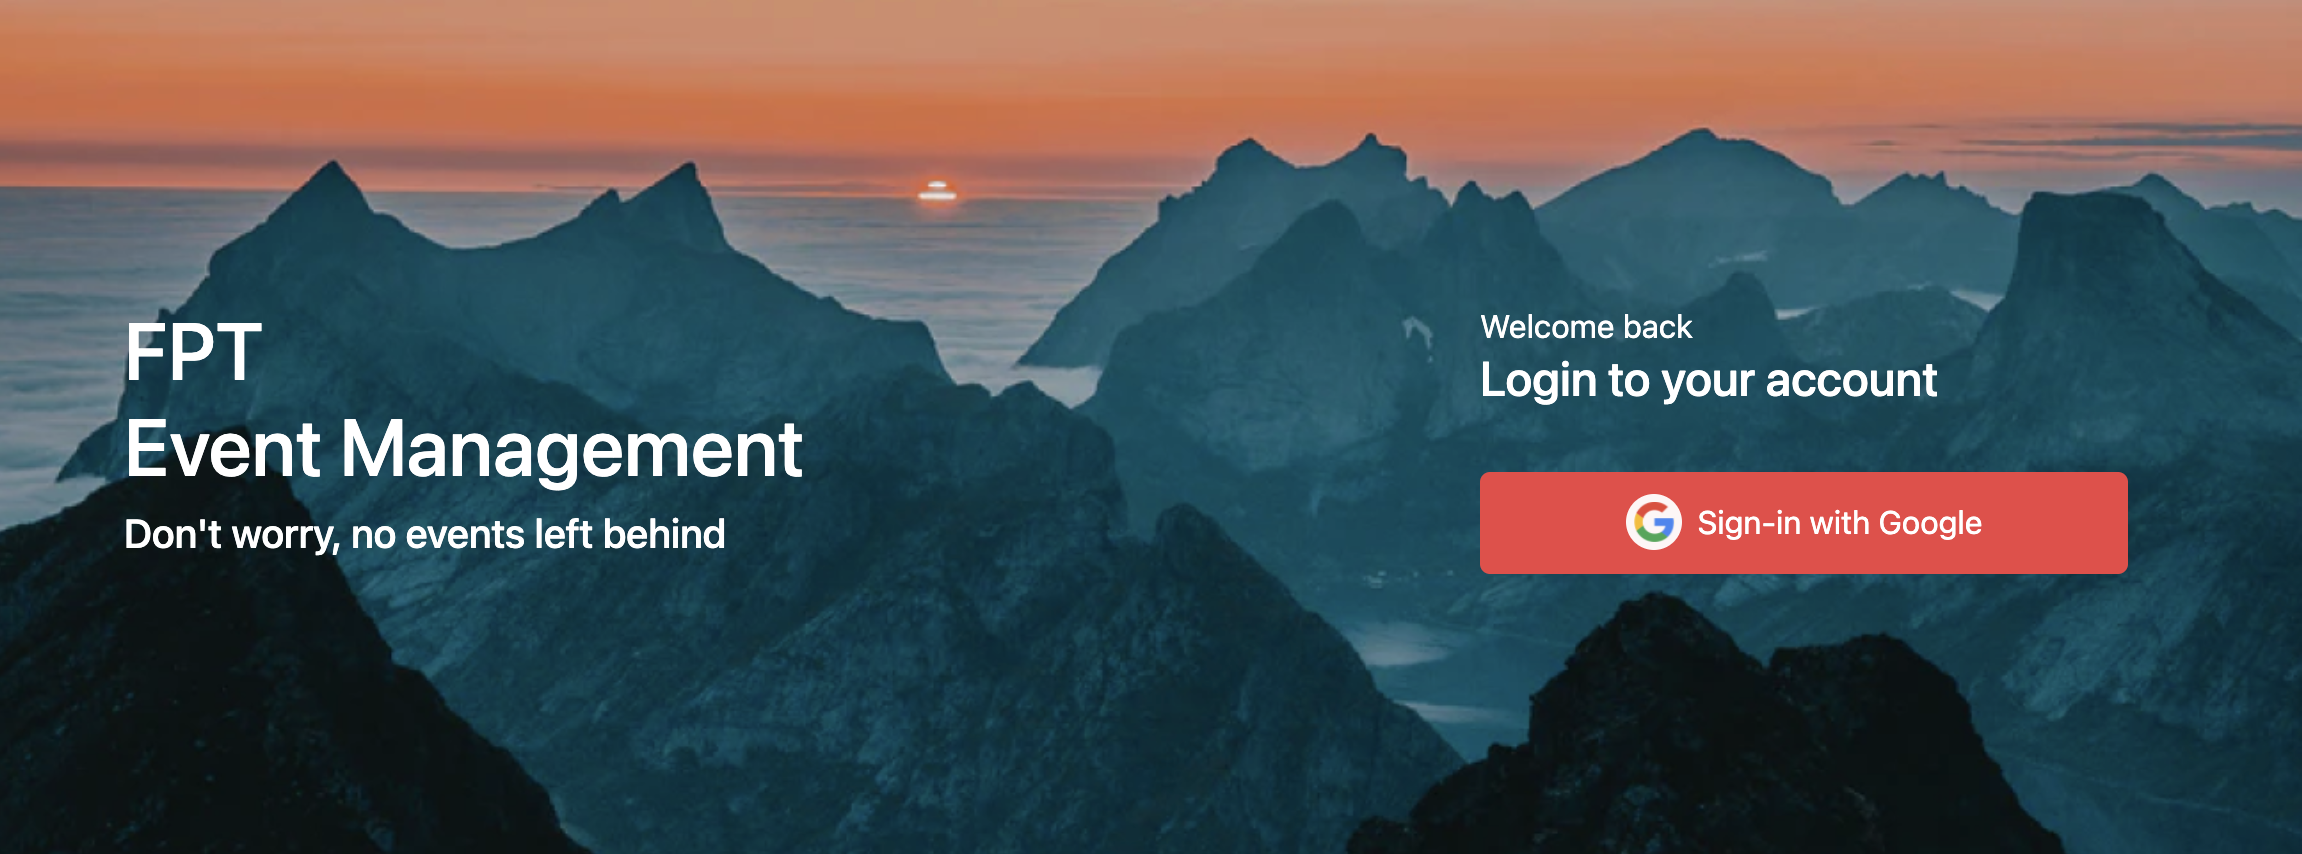 FPT
Event Management
Don't worry, no events left behind
Welcome back
Login to your account
Sign-in with Google